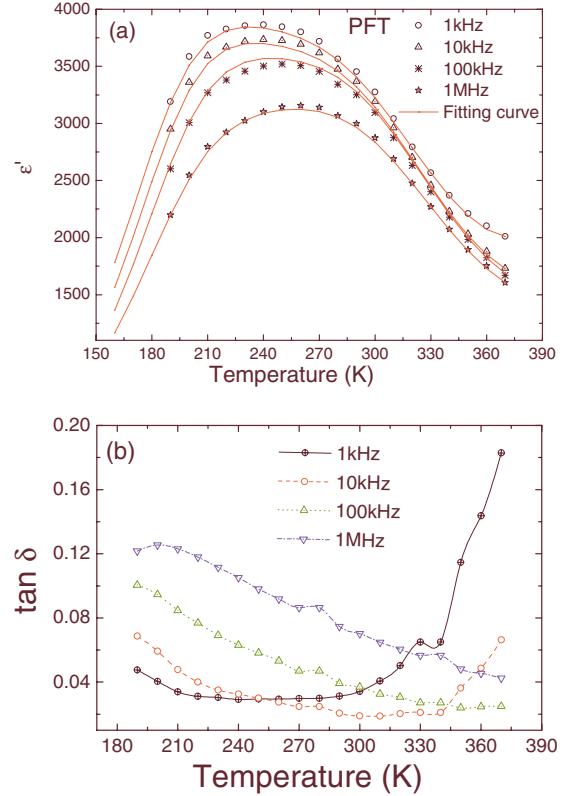 (a)
PFT
1kHz
10kHz
100kHz
1MHz
Fitting curve
4000
3500
3000
2500
2000
1500
ε'
150 180 210 240 270 300 330 360 390
Temperature (K)
(b)
1kHz
10kHz
100kHz
1MHz
0.20
0.16
0.12
0.08
0.04
tan δ
180 210 240 270 300 330 360 390
Temperature (K)